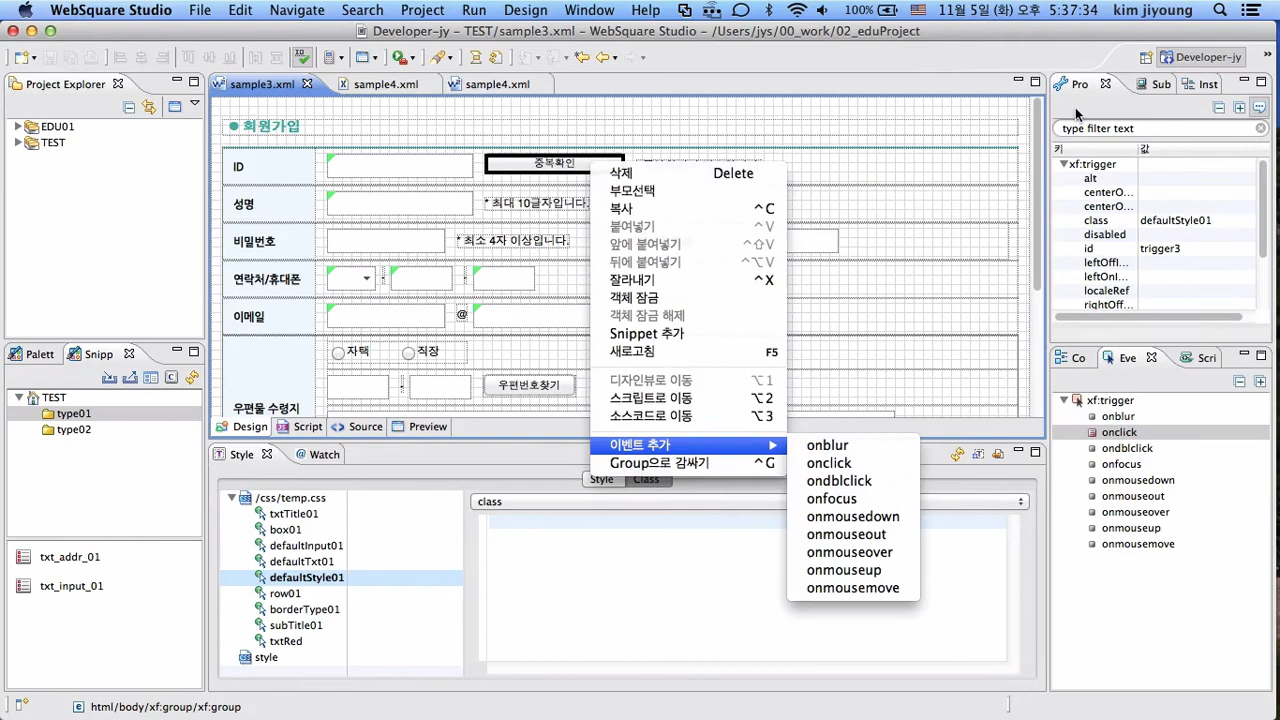 WebSquare Studio File Edit Navigate Search Project Run Design Window Help 100% 11월 5일 (화) 오후 5:37:34 kim jiyoung
Developer-jy - TEST/sample3.xml - WebSquare Studio - /Users/jys/00_work/02_eduProject
Developer-jy
Project Explorer
EDU01
TEST
sample3.xml
sample4.xml
sample4.xml
회원가입
ID
중복확인
성명
* 최대 10글자입니다.
비밀번호
* 최소 4자 이상입니다.
연락처/휴대폰
이메일
@
자택
직장
우편번호찾기
우편물 수령지
Design
Script
Source
Preview
삭제 Delete
부모선택
복사 ^C
붙여넣기 ^V
앞에 붙여넣기 ^⇧V
뒤에 붙여넣기 ^⌥V
잘라내기 ^X
객체 잠금
객체 잠금 해제
Snippet 추가
새로고침 F5
디자인뷰로 이동 ⌥1
스크립트로 이동 ⌥2
소스코드로 이동 ⌥3
이벤트 추가
Group으로 감싸기 ^G
onblur
onclick
ondblclick
onfocus
onmousedown
onmouseout
onmouseover
onmouseup
onmousemove
Pro
Sub
Inst
type filter text
키 값
xf:trigger
alt
centerO...
centerO...
class defaultStyle01
disabled
id trigger3
leftOffl...
leftOnl...
localeRef
rightOff...
Co
Eve
Scri
xf:trigger
onblur
onclick
ondblclick
onfocus
onmousedown
onmouseout
onmouseover
onmouseup
onmousemove
Palett
Snipp
TEST
type01
type02
txt_addr_01
txt_input_01
Style
Watch
/css/temp.css
txtTitle01
box01
defaultInput01
defaultTxt01
defaultStyle01
row01
borderType01
subTitle01
txtRed
style
Style
Class
class
html/body/xf:group/xf:group